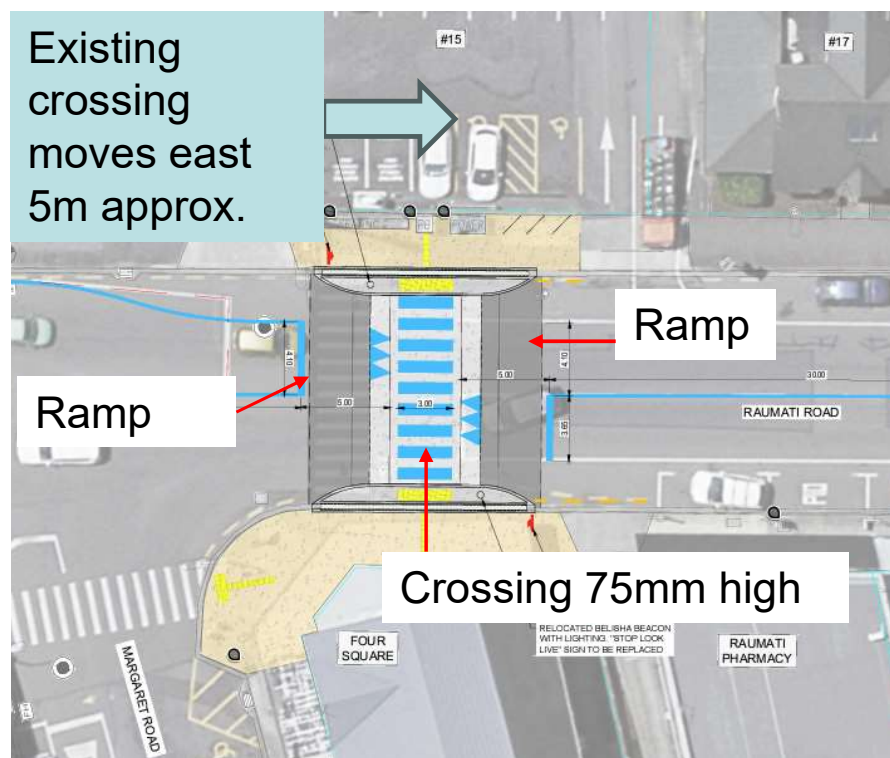 Existing
crossing
moves east
5m approx.
#15
#17
Ramp
Ramp
4.10
4.10
5.00
3.00
5.00
30.00
3.65
RAUMATI ROAD
Crossing 75mm high
RELOCATED BELISHA BEACON
WITH LIGHTING. "STOP LOOK
LIVE" SIGN TO BE REPLACED
FOUR
SQUARE
RAUMATI
PHARMACY
MARGARET ROAD